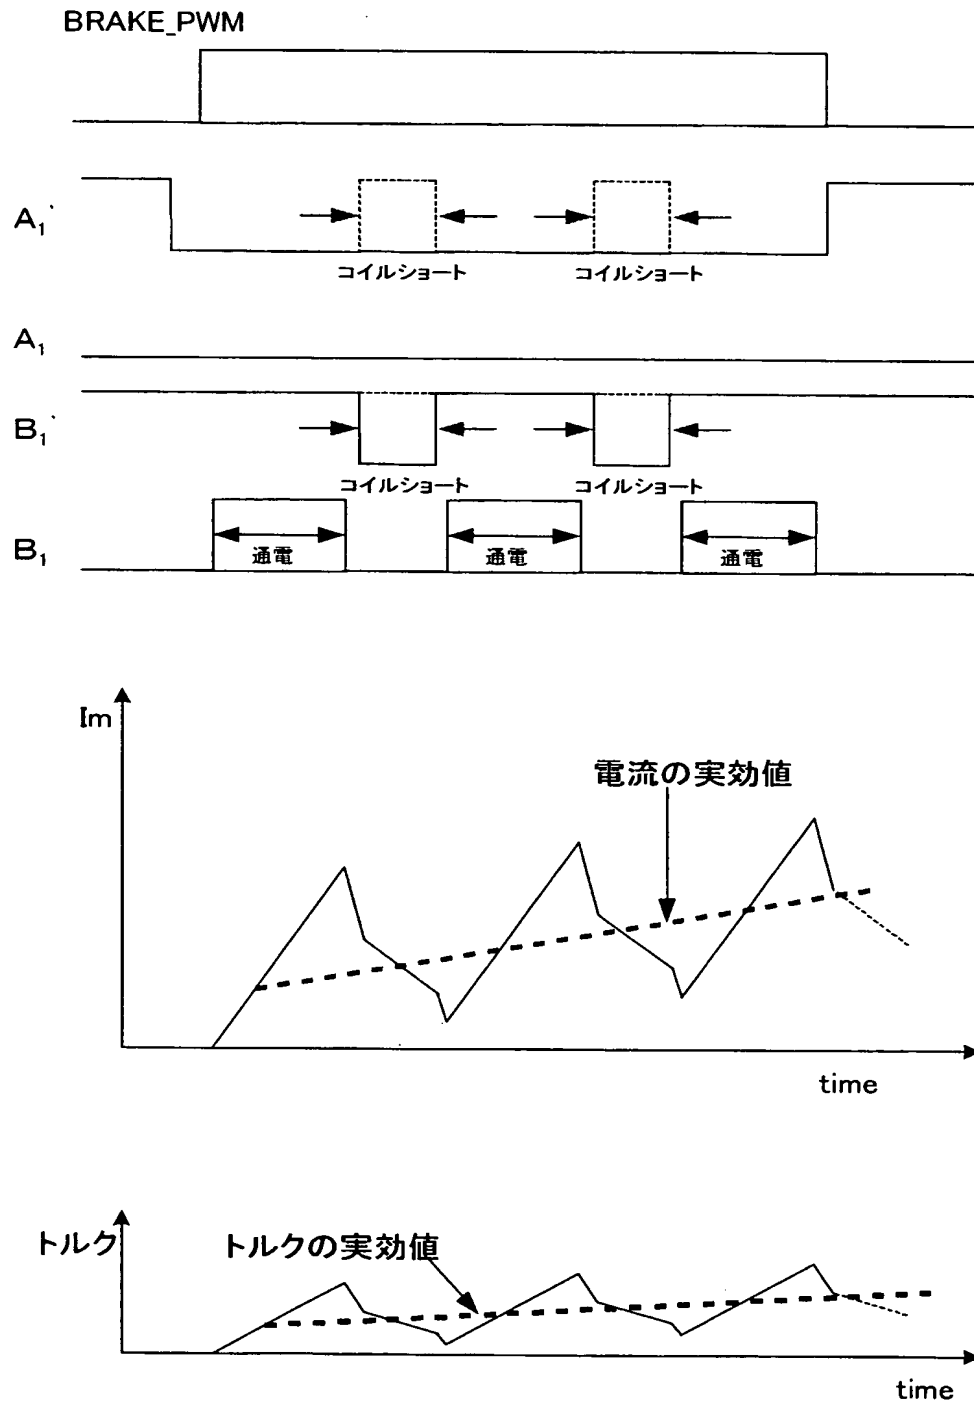 BRAKE_PWM
A1'
コイルショート コイルショート
A1
B1'
コイルショート コイルショート
B1
通電 通電 通電
Im
電流の実効値
time
トルク
トルクの実効値
time